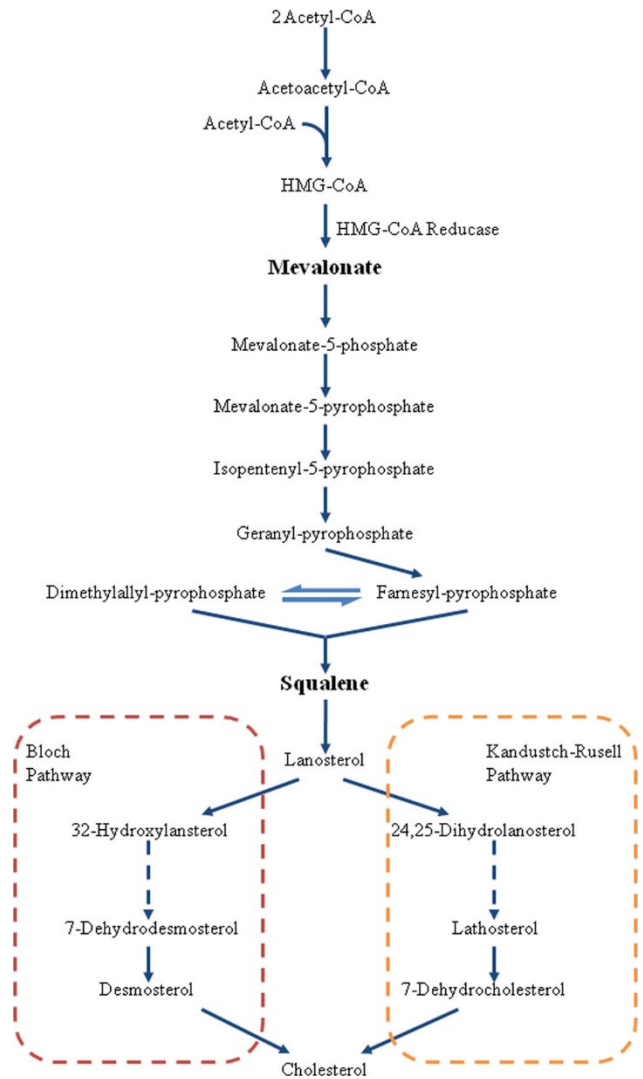 2 Acetyl-CoA
Acetoacetyl-CoA
Acetyl-CoA
HMG-CoA
HMG-CoA Reducase
Mevalonate
Mevalonate-5-phosphate
Mevalonate-5-pyrophosphate
Isopentenyl-5-pyrophosphate
Geranyl-pyrophosphate
Dimethylallyl-pyrophosphate
Farnesyl-pyrophosphate
Squalene
Bloch
Pathway
Lanosterol
Kandustch-Rusell
Pathway
32-Hydroxylansterol
24,25-Dihydrolanosterol
7-Dehydrodesmosterol
Lathosterol
Desmosterol
7-Dehydrocholesterol
Cholesterol